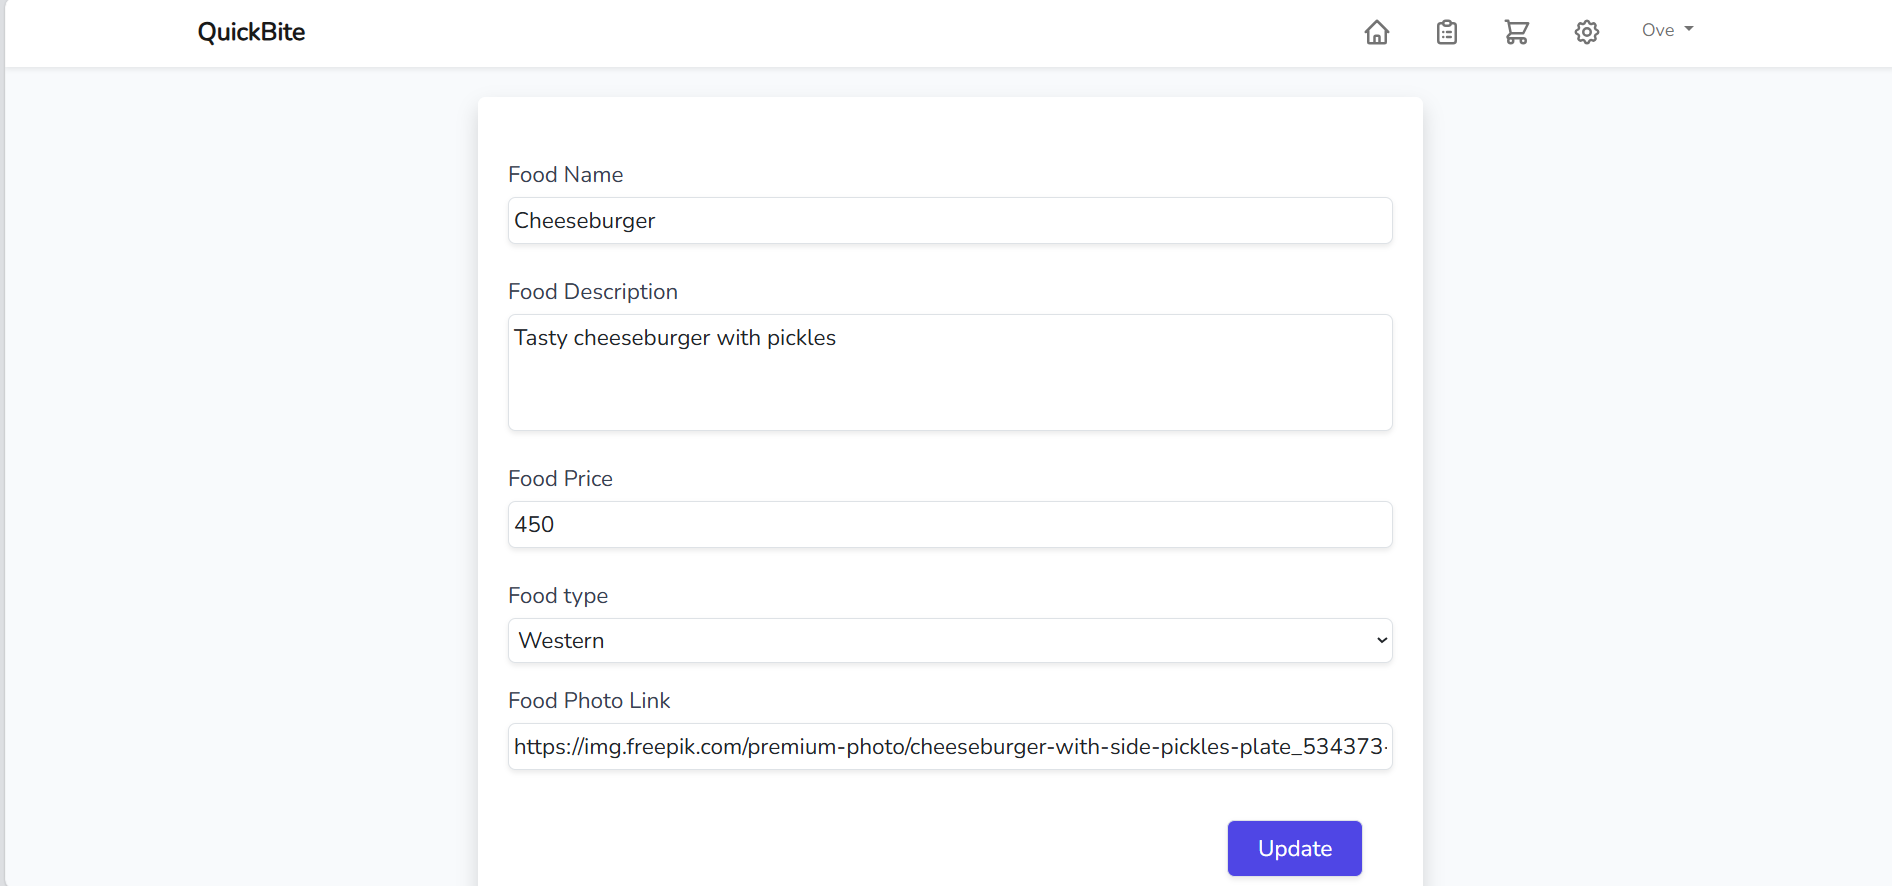 QuickBite
Ove
Food Name
Cheeseburger
Food Description
Tasty cheeseburger with pickles
Food Price
450
Food type
Western
Food Photo Link
https://img.freepik.com/premium-photo/cheeseburger-with-side-pickles-plate_534373-
Update